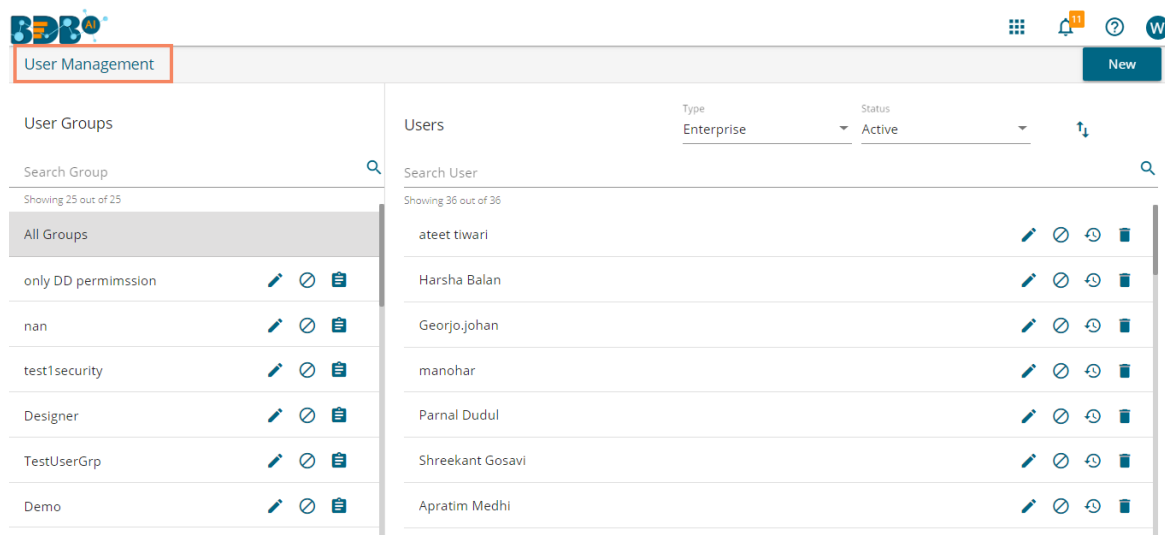 BDB AI
11
W
User Management
New
User Groups
Search Group
Showing 25 out of 25
All Groups
only DD permimssion
nan
test1security
Designer
TestUserGrp
Demo
Users
Type
Enterprise
Status
Active
Search User
Showing 36 out of 36
ateet tiwari
Harsha Balan
Georjo.johan
manohar
Parnal Dudul
Shreekant Gosavi
Apratim Medhi